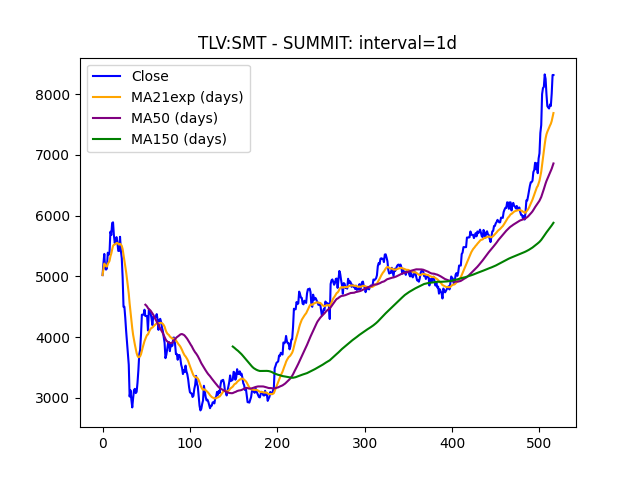 TLV:SMT - SUMMIT: interval=1d
Close
MA21exp (days)
MA50 (days)
MA150 (days)
8000
7000
6000
5000
4000
3000
0 100 200 300 400 500